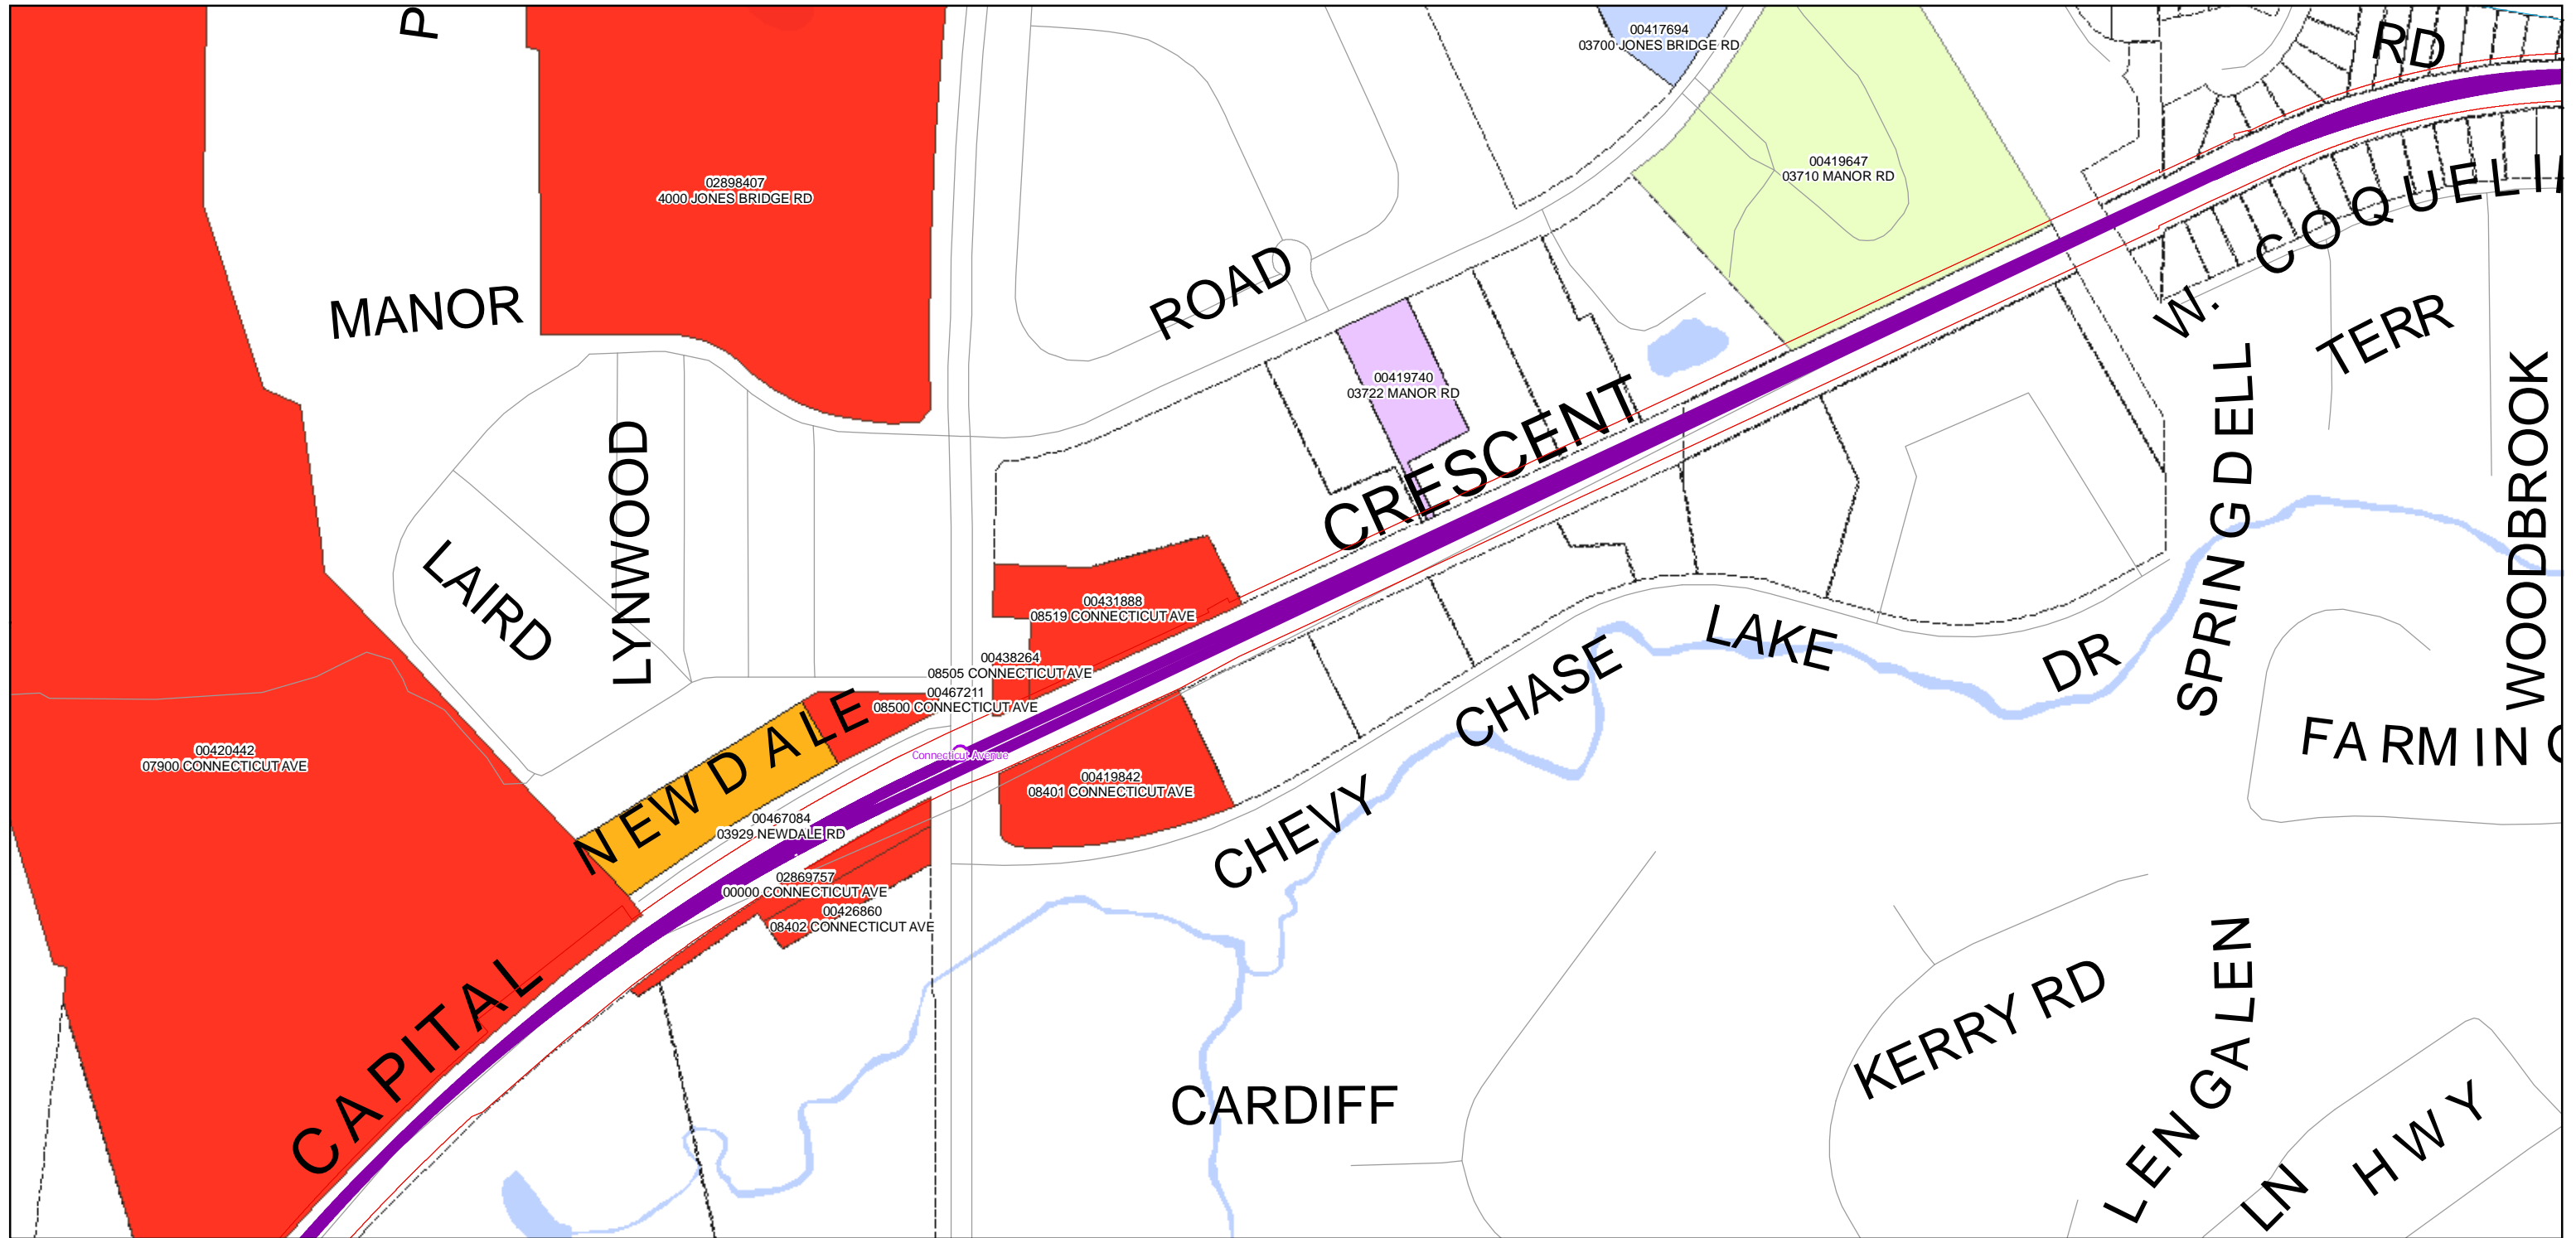 P
00417694
03700 JONES BRIDGE RD
RD
02898407
4000 JONES BRIDGE RD
00419647
03710 MANOR RD
W. COQUELI
MANOR
ROAD
TERR
00419740
03722 MANOR RD
CRESCENT
SPRINGDELL
WOODBROOK
LYNWOOD
LAIRD
00431888
08519 CONNECTICUT AVE
LAKE
DR
CHASE
00438264
08505 CONNECTICUT AVE
00467211
08500 CONNECTICUT AVE
NEWDALE
Connecticut Avenue
00420442
07900 CONNECTICUT AVE
FARMING
00419842
08401 CONNECTICUT AVE
CHEVY
00467084
03929 NEWDALE RD
02869757
00000 CONNECTICUT AVE
00426860
08402 CONNECTICUT AVE
CAPITAL
KERRY RD
LENGALEN
CARDIFF
LN
HWY